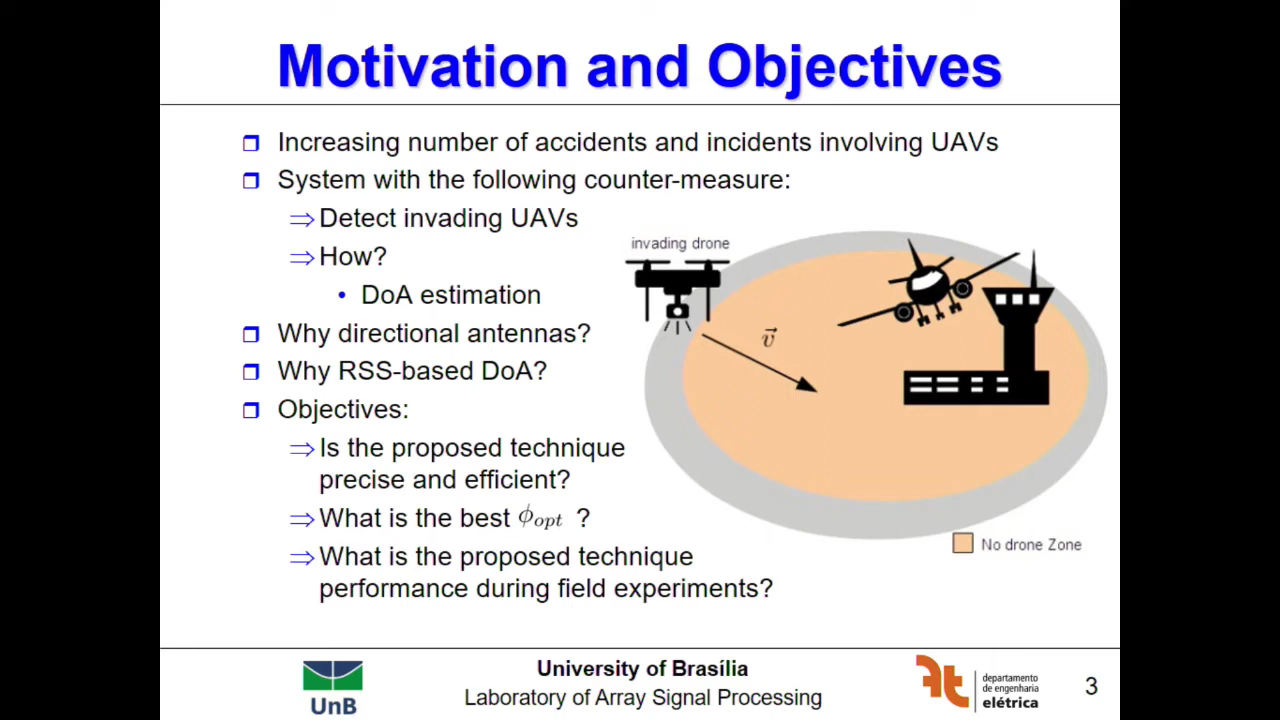 Motivation and Objectives
Increasing number of accidents and incidents involving UAVs
System with the following counter-measure:
⇒ Detect invading UAVs
⇒ How?
• DoA estimation
Why directional antennas?
Why RSS-based DoA?
Objectives:
⇒ Is the proposed technique
precise and efficient?
⇒ What is the best ϕopt ?
⇒ What is the proposed technique
performance during field experiments?
invading drone
v⃗
No drone Zone
UnB
University of Brasília
Laboratory of Array Signal Processing
departamento
de engenharia
elétrica
3